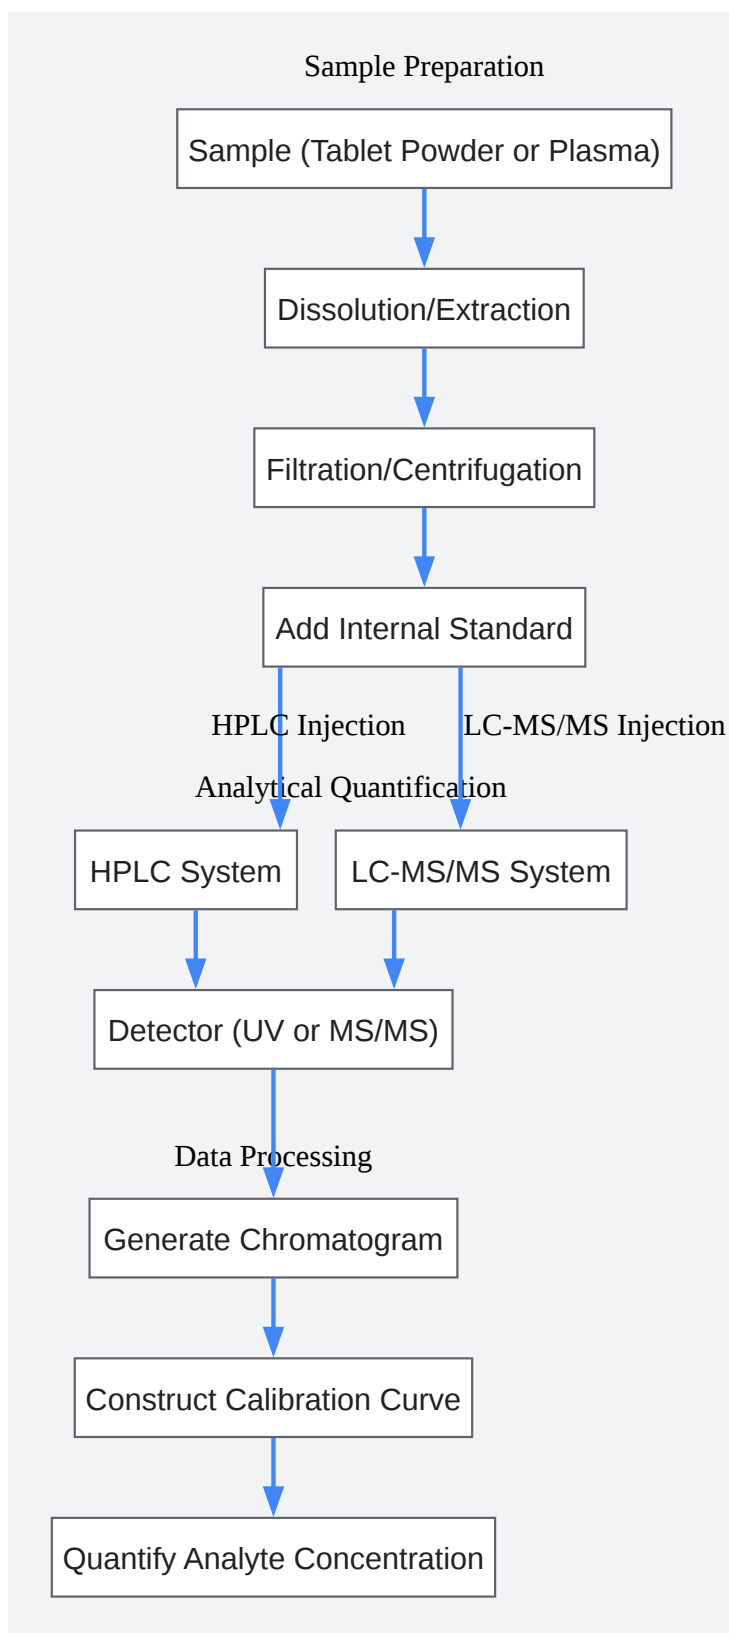 Sample Preparation
Sample (Tablet Powder or Plasma)
Dissolution/Extraction
Filtration/Centrifugation
Add Internal Standard
HPLC Injection
LC-MS/MS Injection
Analytical Quantification
HPLC System
LC-MS/MS System
Detector (UV or MS/MS)
Data Processing
Generate Chromatogram
Construct Calibration Curve
Quantify Analyte Concentration